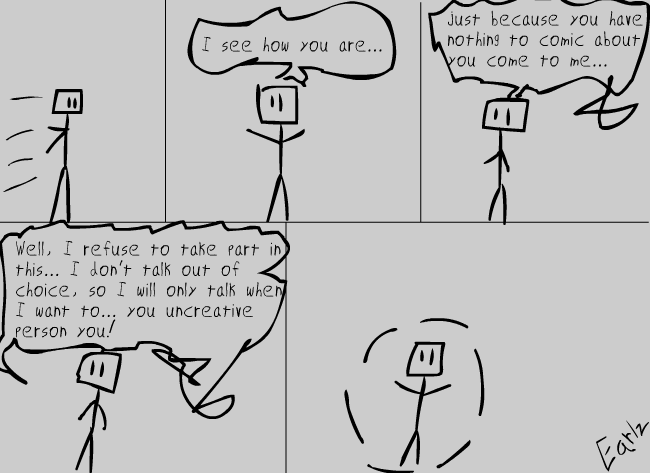 I see how you are...
just because you have
nothing to comic about
you come to me...
Well, I refuse to take part in
this... I don't talk out of
choice, so I will only talk when
I want to... you uncreative
person you!
Earlz